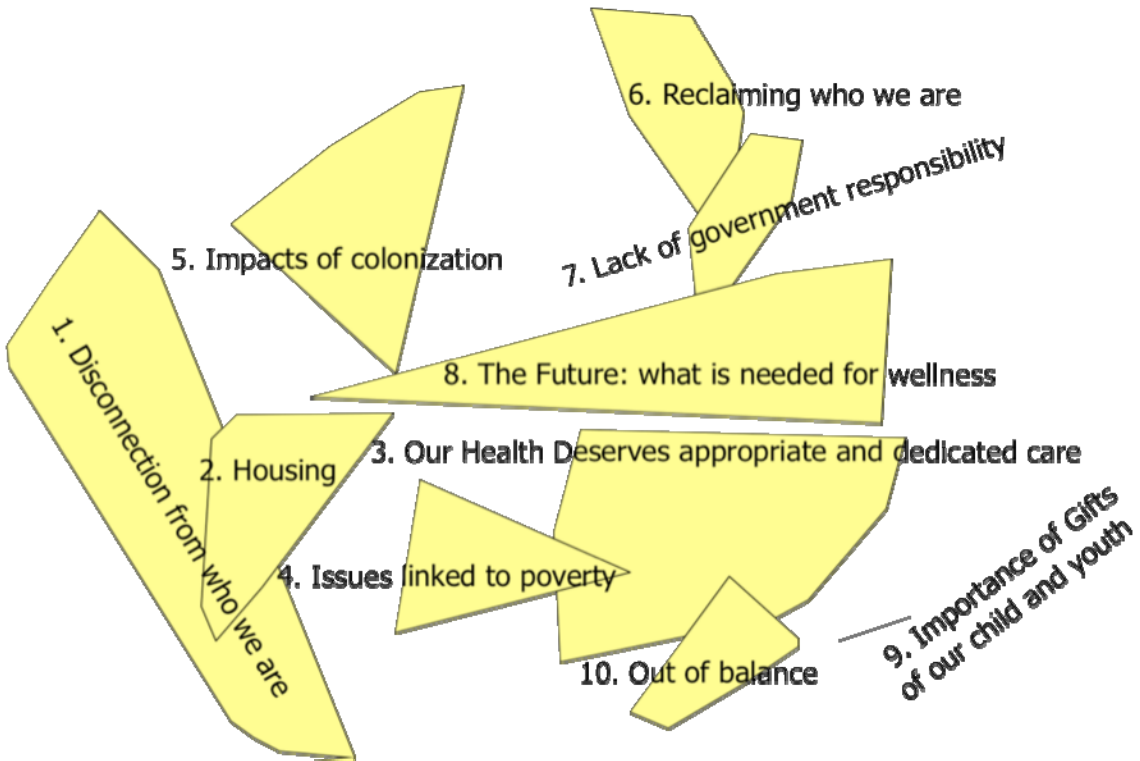 6. Reclaiming who we are
7. Lack of government responsibility
5. Impacts of colonization
1. Disconnection from who we are
8. The Future: what is needed for wellness
2. Housing
3. Our Health Deserves appropriate and dedicated care
4. Issues linked to poverty
9. Importance of Gifts
of our child and youth
10. Out of balance